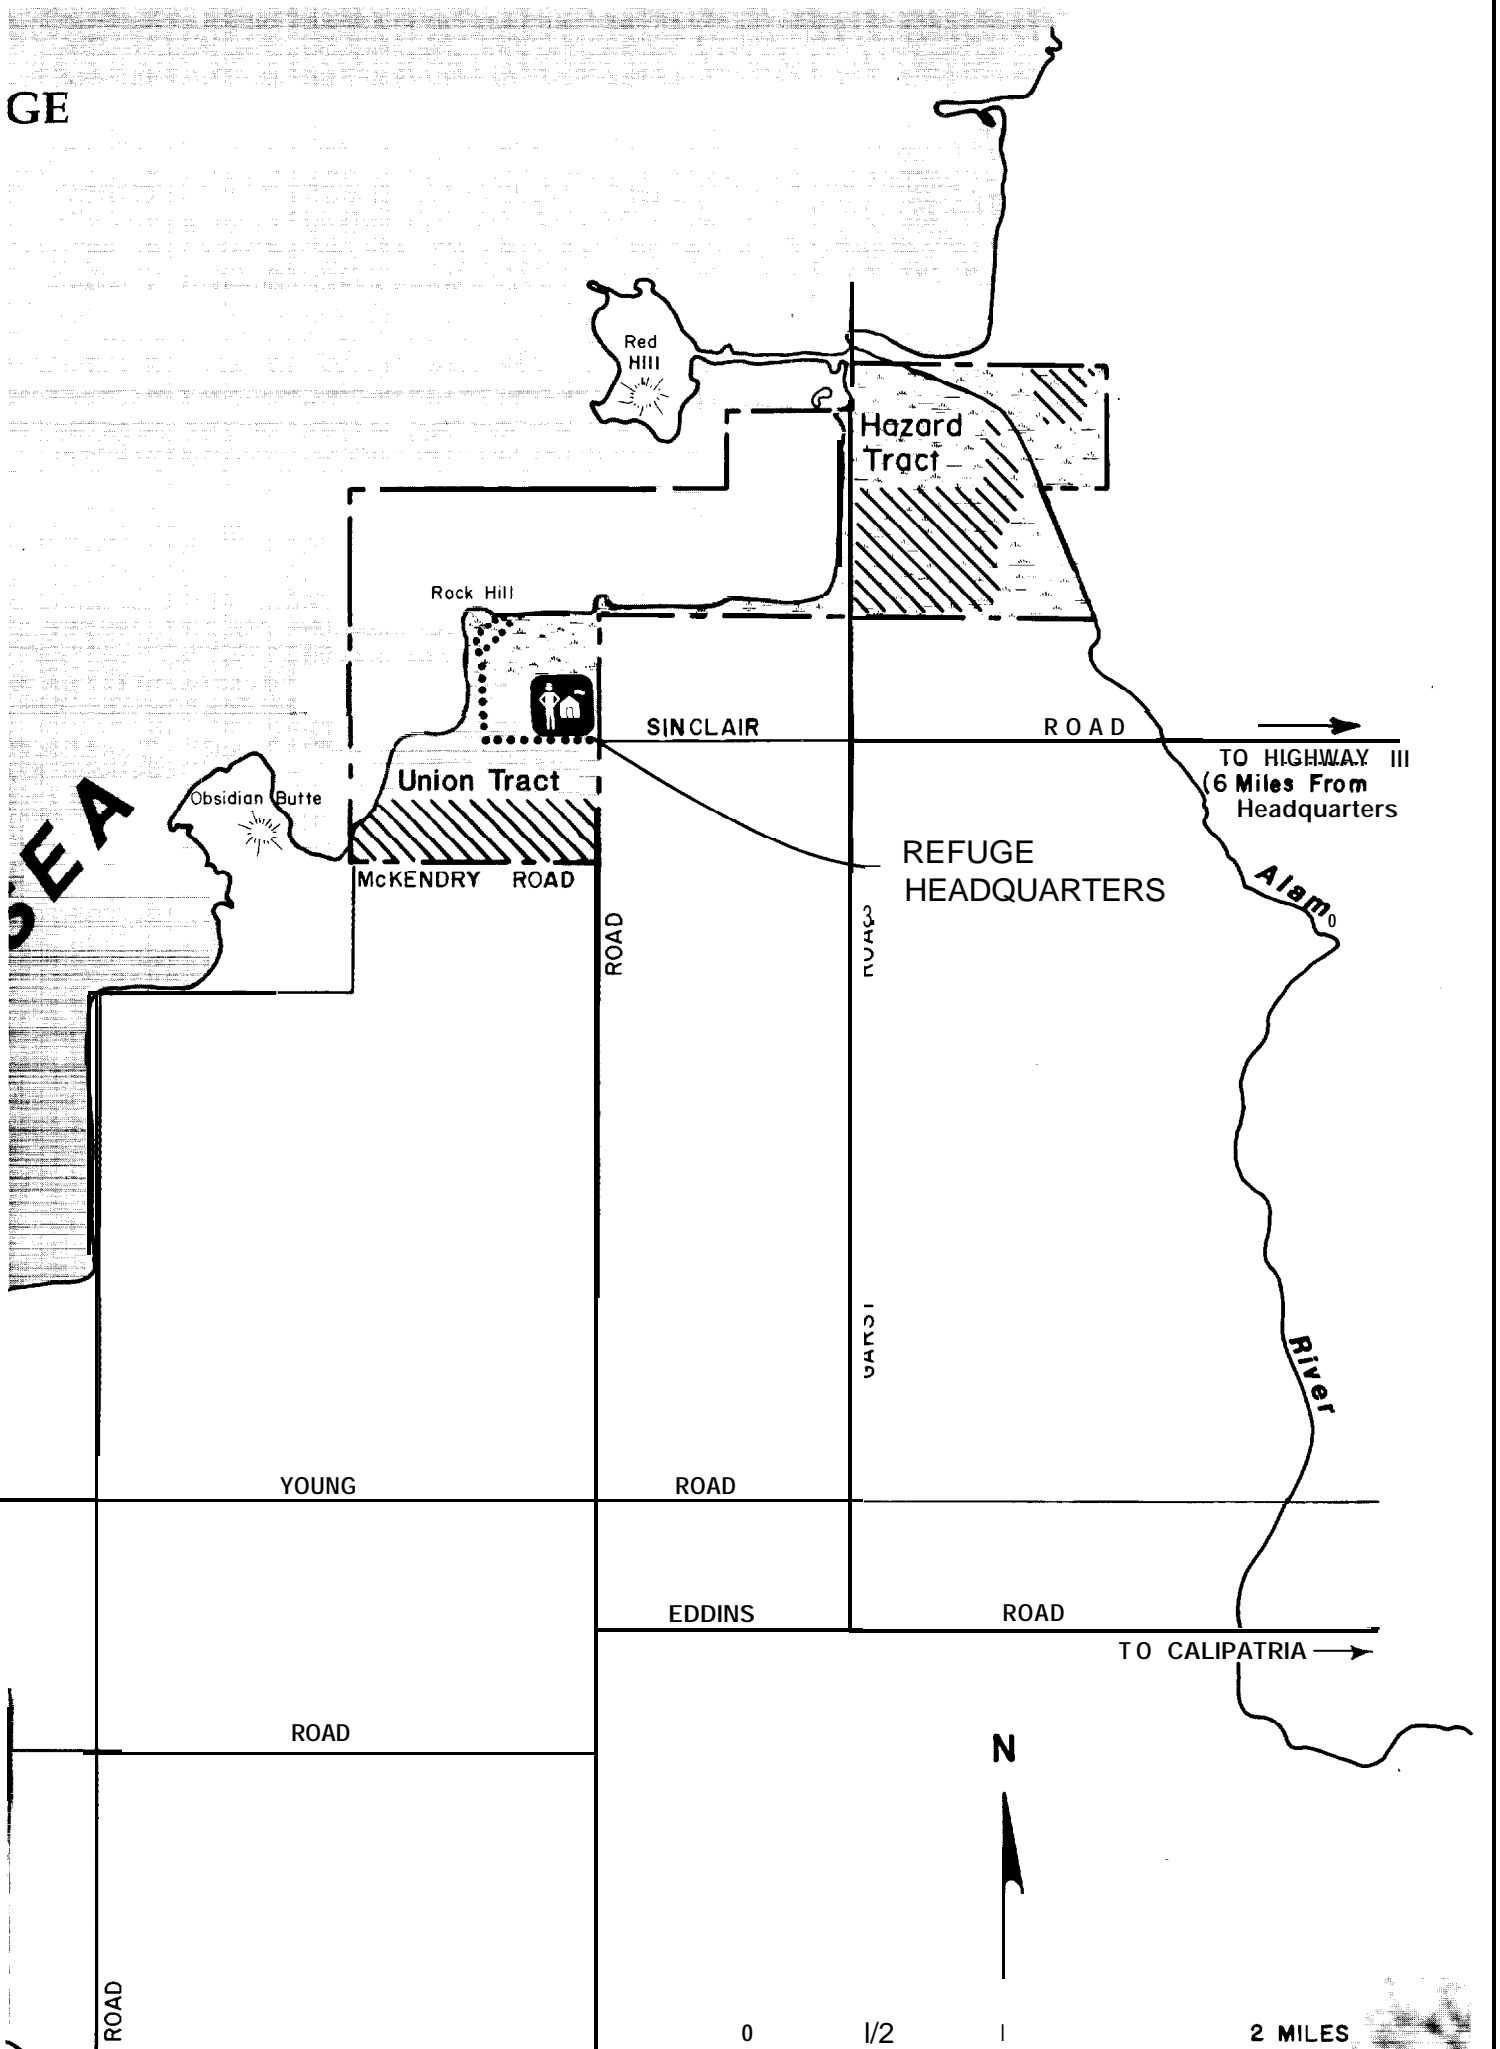 GE
Red
Hill
Hazard
Tract
Rock Hill
SINCLAIR ROAD
TO HIGHWAY III
(6 Miles From
Headquarters
Union Tract
Obsidian Butte
SEA
McKENDRY ROAD
REFUGE
HEADQUARTERS
Alamo
ROAD
River
YOUNG ROAD
EDDINS ROAD
TO CALIPATRIA
ROAD
N
ROAD
0 1/2 1 2 MILES